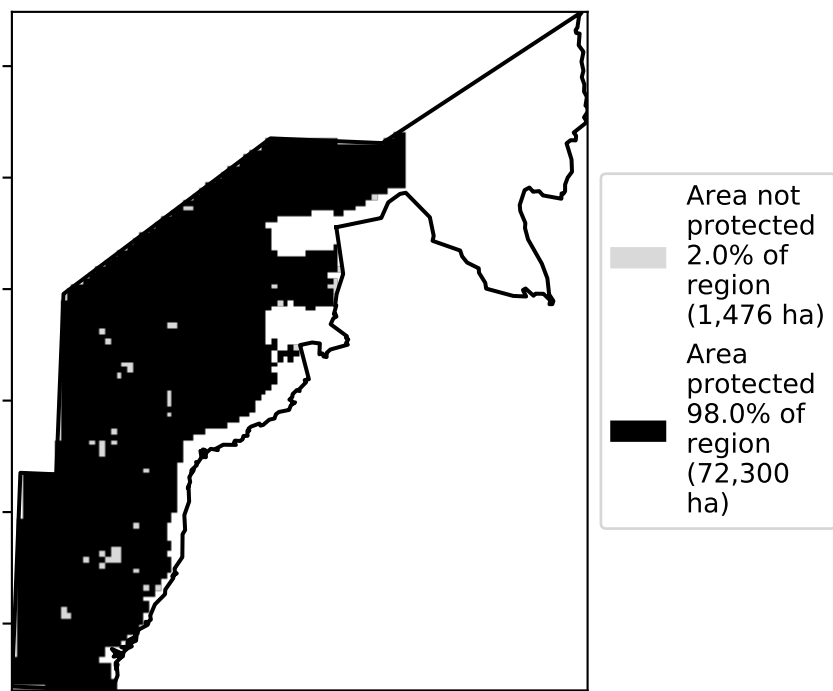 Area not
protected
2.0% of
region
(1,476 ha)
Area
protected
98.0% of
region
(72,300
ha)